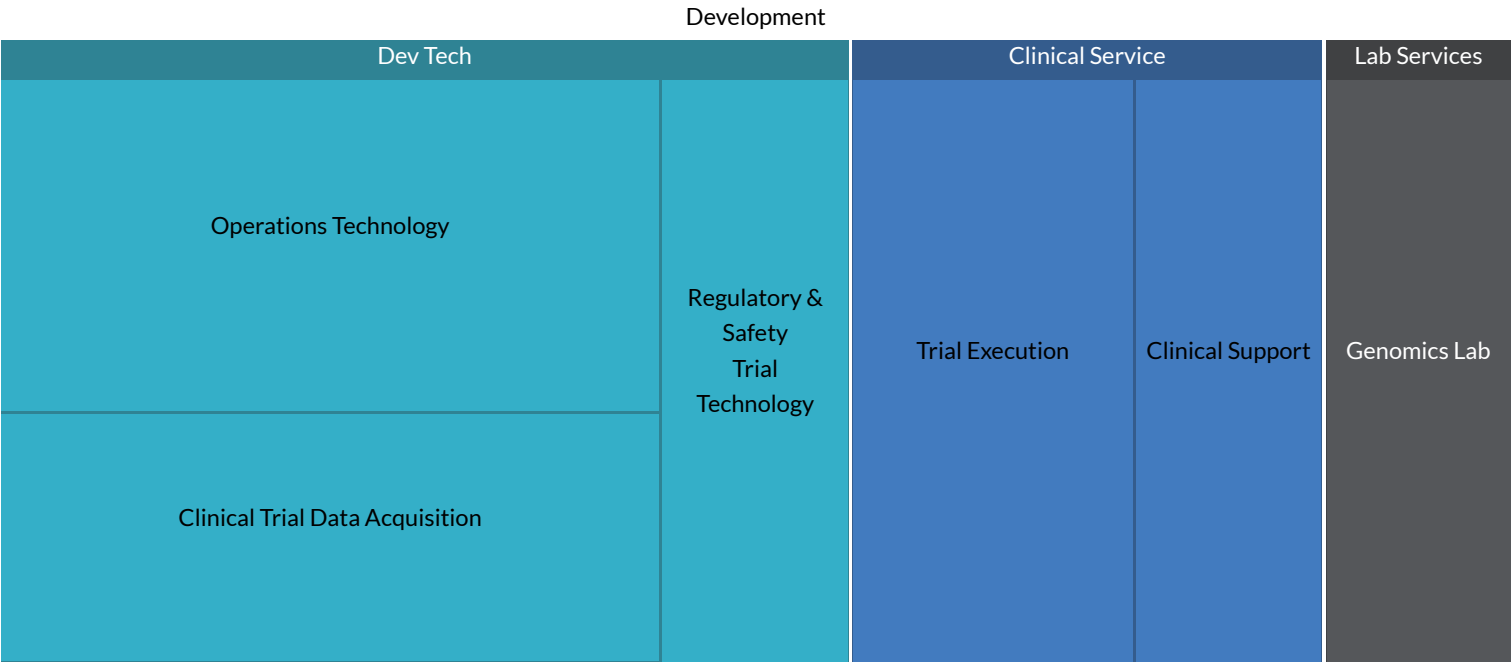 Development
Dev Tech
Clinical Service
Lab Services
Operations Technology
Regulatory &
Safety
Trial
Technology
Trial Execution
Clinical Support
Genomics Lab
Clinical Trial Data Acquisition